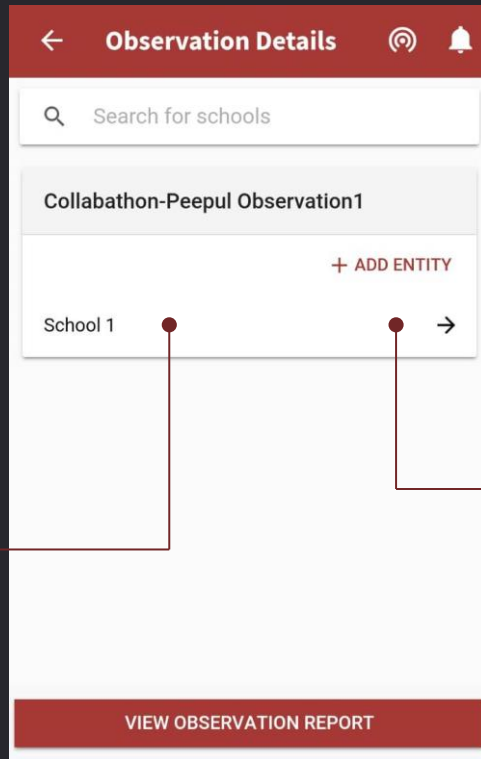 Observation Details
Search for schools
Collabathon-Peepul Observation1
+ ADD ENTITY
School 1
VIEW OBSERVATION REPORT